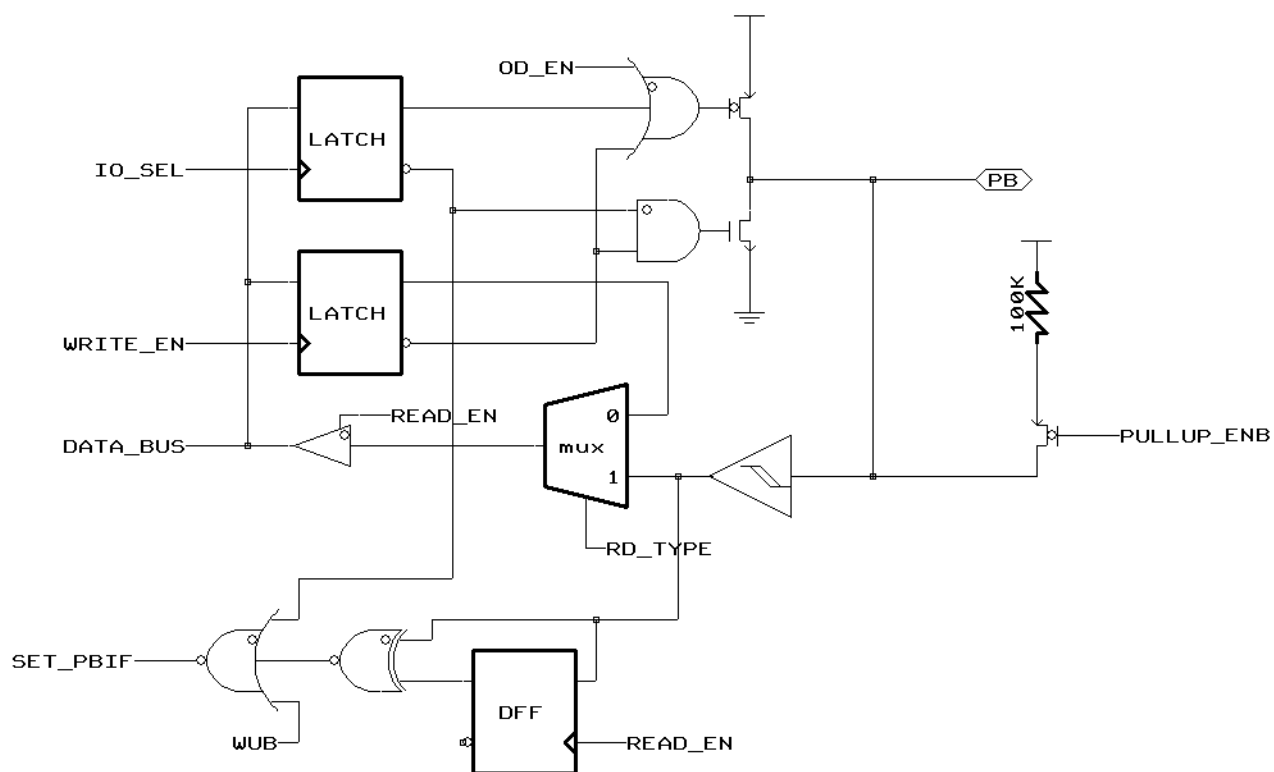 OD_EN
LATCH
IO_SEL
PB
LATCH
100K
WRITE_EN
READ_EN
0
DATA_BUS
mux
PULLUP_ENB
1
RD_TYPE
SET_PBIF
DFF
WUB
READ_EN